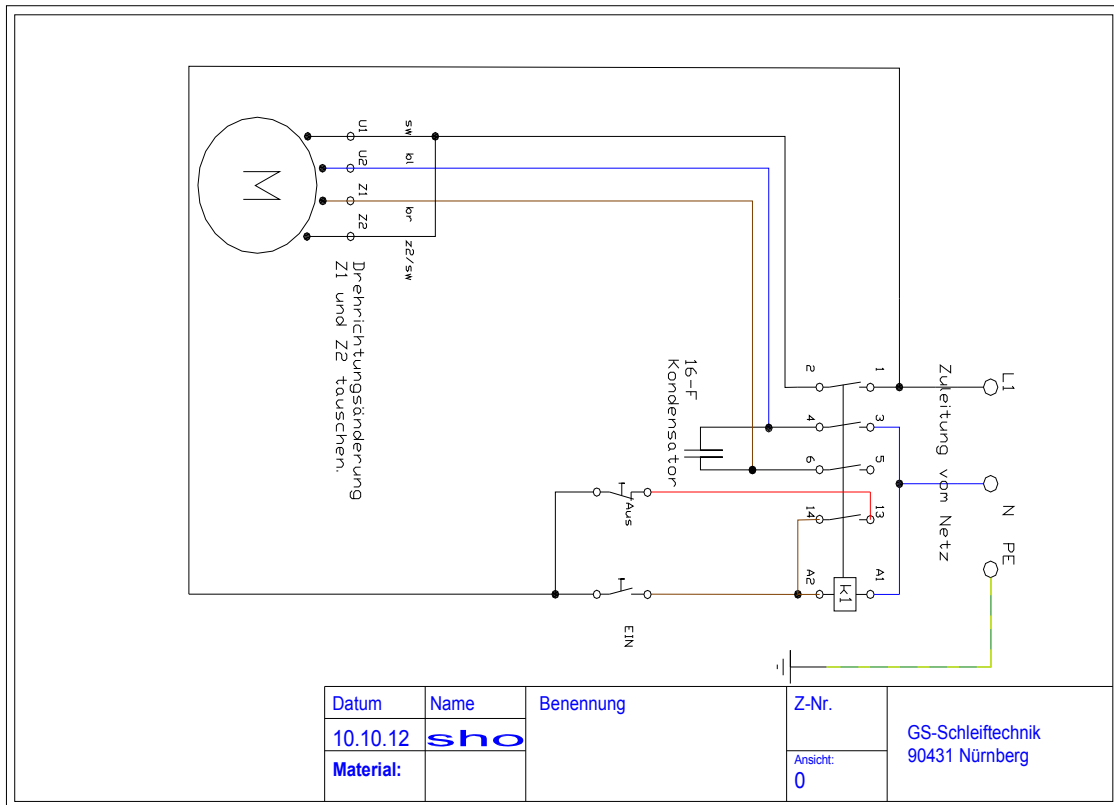 U1
sw
U2
bl
Z1
br
Z2
z2/sw
M
Drehrichtungsänderung
Z1 und Z2 tauschen.
16-F
Kondensator
2
1
4
3
6
5
14
13
A2
A1
k1
Aus
EIN
L1
Zuleitung vom Netz
N
PE
Datum
Name
Benennung
Z-Nr.
10.10.12
sho
Material:
Ansicht:
0
GS-Schleiftechnik
90431 Nürnberg